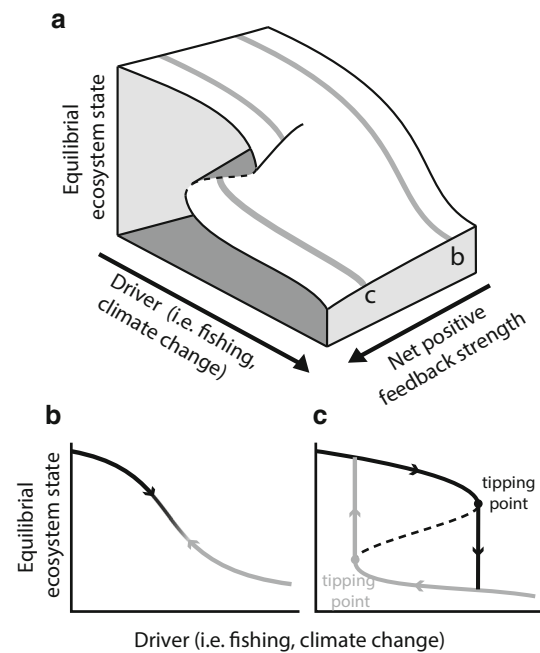 a
Equilibrial
ecosystem state
Driver (i.e. fishing,
climate change)
Net positive
feedback strength
b
c
b
Equilibrial
ecosystem state
c
tipping
point
tipping
point
Driver (i.e. fishing, climate change)